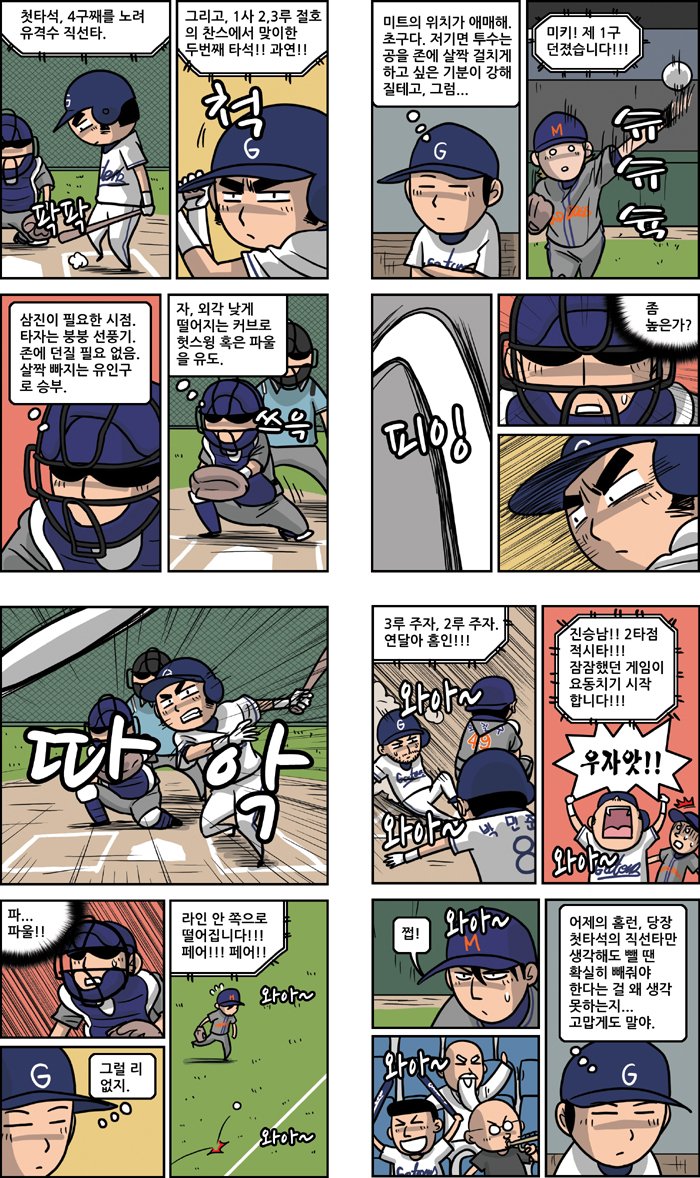 첫타석, 4구째를 노려
유격수 직선타.
G
팍팍
그리고, 1사 2,3루 절호
의 찬스에서 맞이한
두번째 타석!! 과연!!
척
G
삼진이 필요한 시점.
타자는 붕붕 선풍기.
존에 던질 필요 없음.
살짝 빠지는 유인구
로 승부.
자, 외각 낮게
떨어지는 커브로
헛스윙 혹은 파울
을 유도.
쓰윽
미트의 위치가 애매해.
초구다. 저기면 투수는
공을 존에 살짝 걸치게
하고 싶은 기분이 강해
질테고, 그럼...
G
미키! 제 1구
던졌습니다!!!
M
슈
슈
슉
피잉
좀
높은가?
G
따
악
파...
파울!!
G
그럴 리
없지.
라인 안 쪽으로
떨어집니다!!!
페어!!! 페어!!
와아~
와아~
3루 주자, 2루 주자.
연달아 홈인!!!
와아~
G
49
와아~
박민준
8
진승남!! 2타점
적시타!!!
잠잠했던 게임이
요동치기 시작
합니다!!!
우자앗!!
와아~
쩝!
와아~
M
와아~
어제의 홈런, 당장
첫타석의 직선타만
생각해도 뺄 땐
확실히 빼줘야
한다는 걸 왜 생각
못하는지...
고맙게도 말야.
G